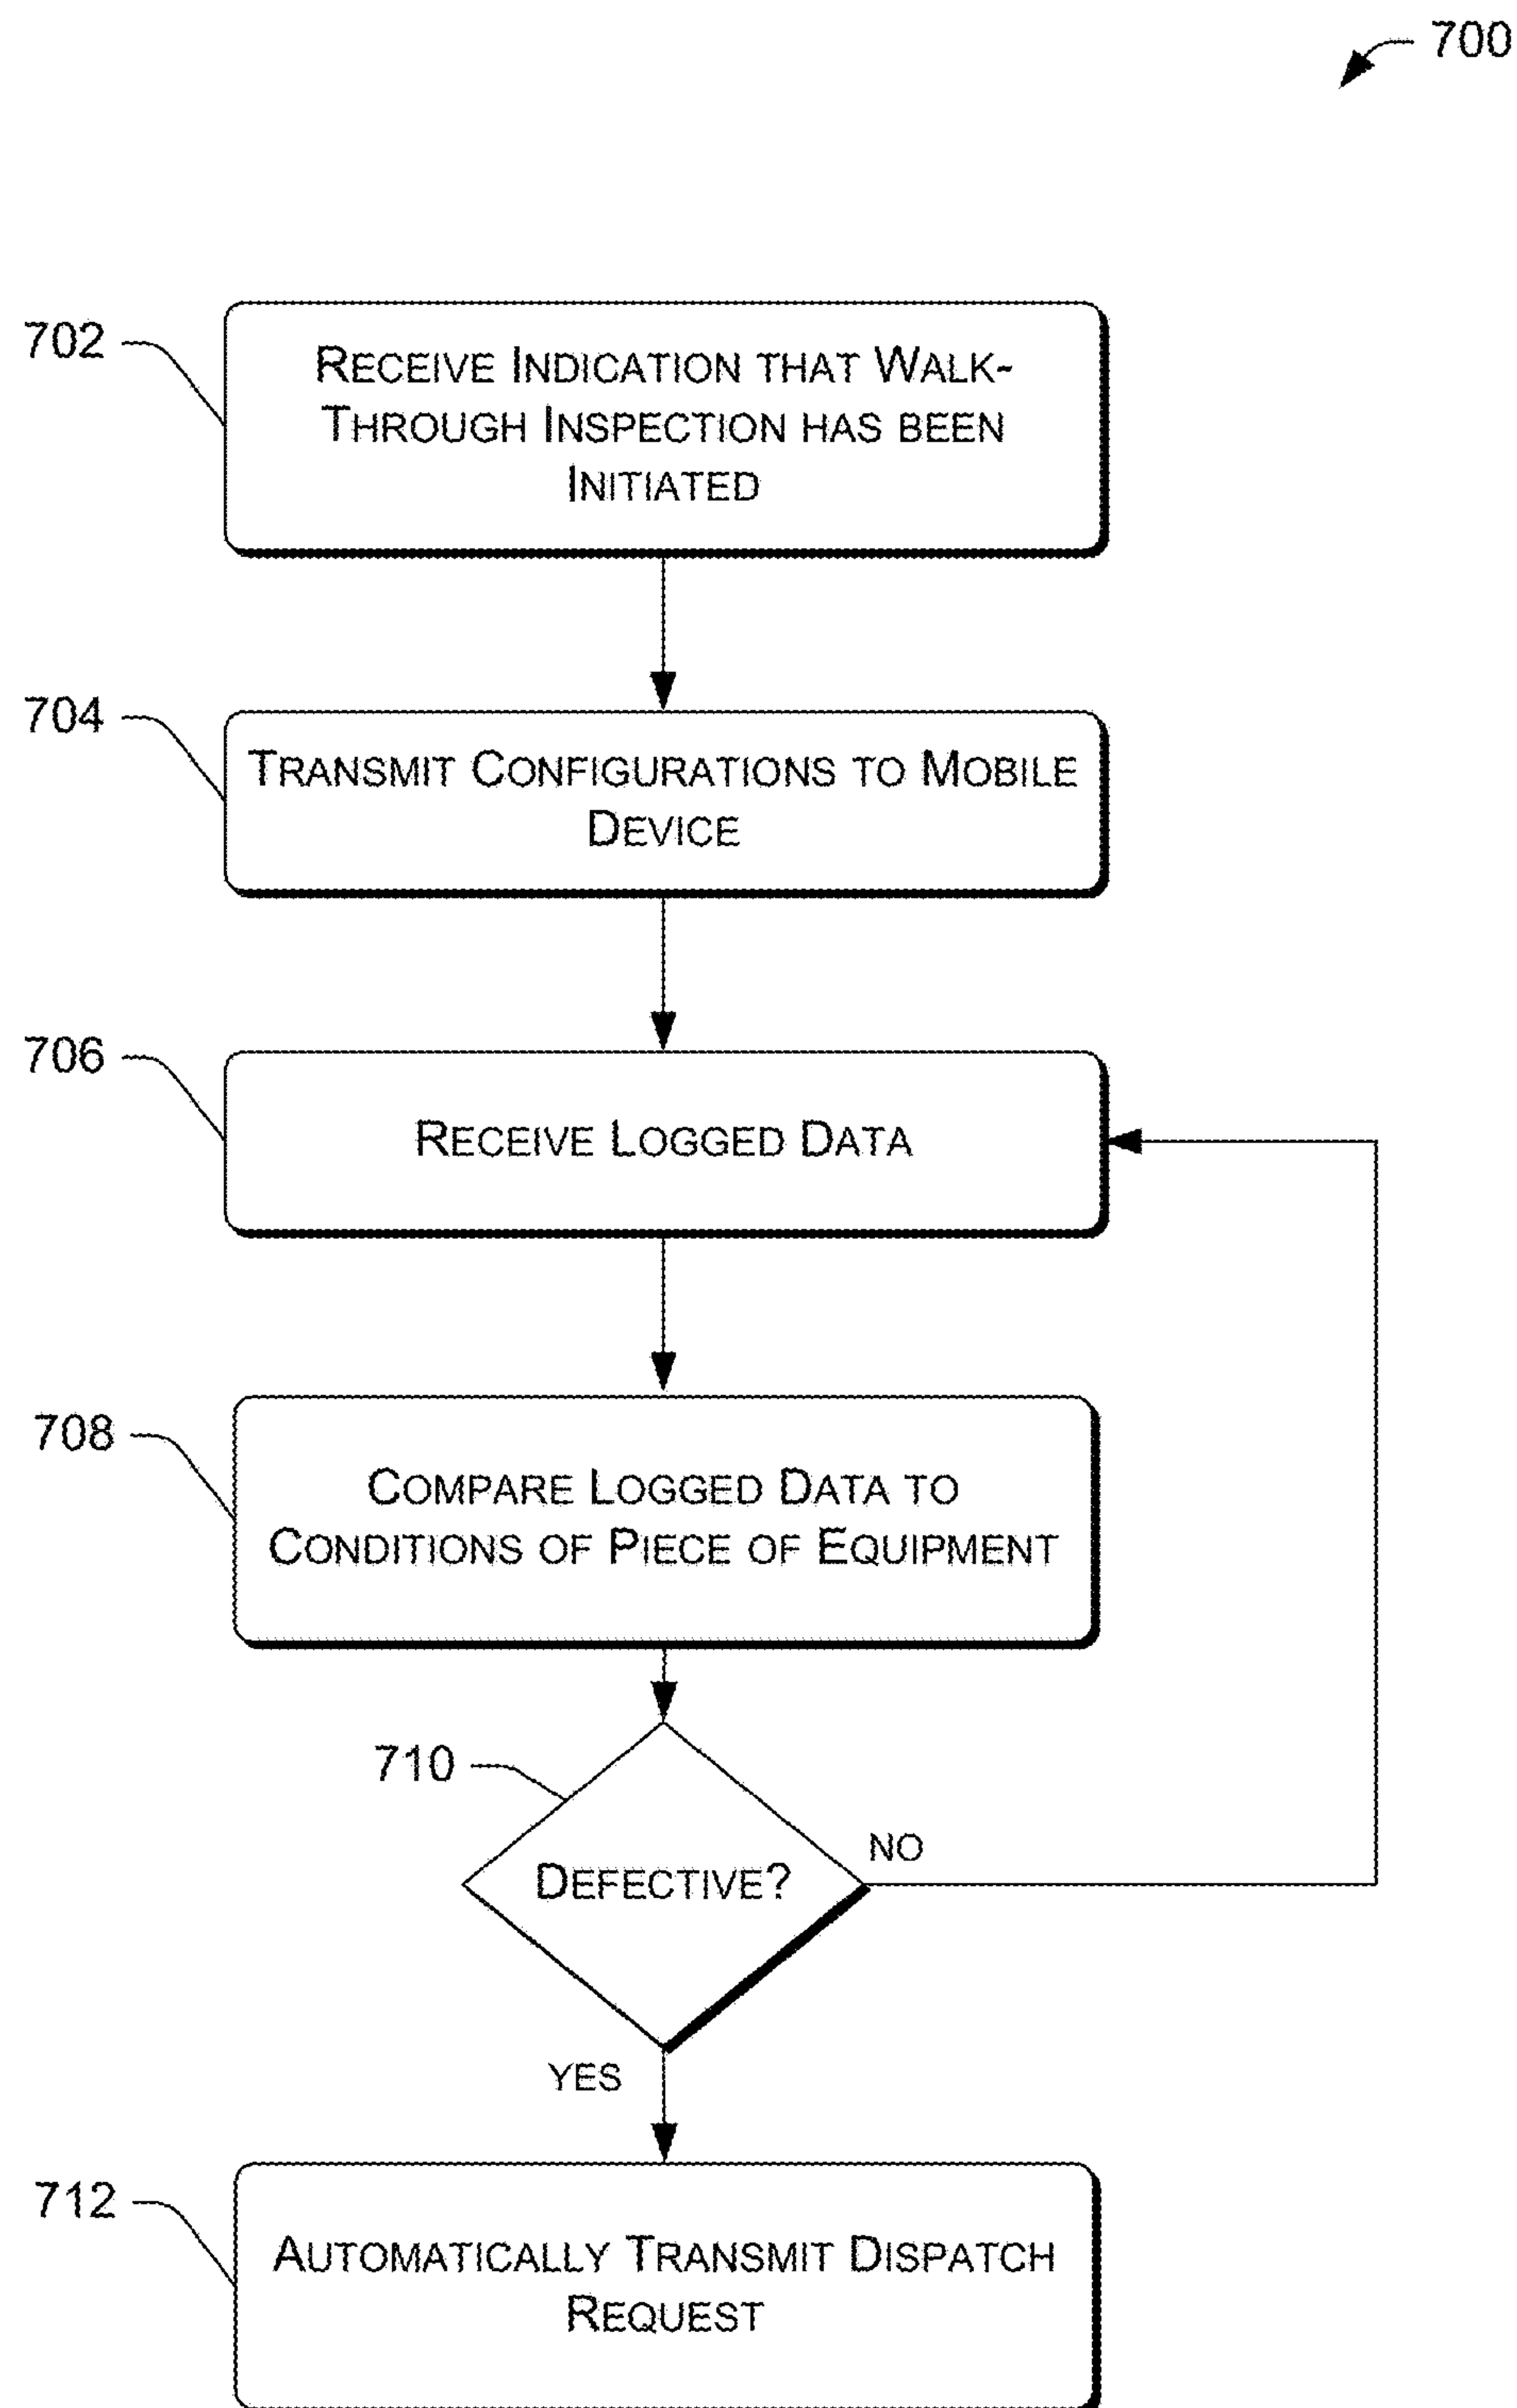 700
702
RECEIVE INDICATION THAT WALK-
THROUGH INSPECTION HAS BEEN
INITIATED
704
TRANSMIT CONFIGURATIONS TO MOBILE
DEVICE
706
RECEIVE LOGGED DATA
708
COMPARE LOGGED DATA TO
CONDITIONS OF PIECE OF EQUIPMENT
710
DEFECTIVE?
NO
YES
712
AUTOMATICALLY TRANSMIT DISPATCH
REQUEST